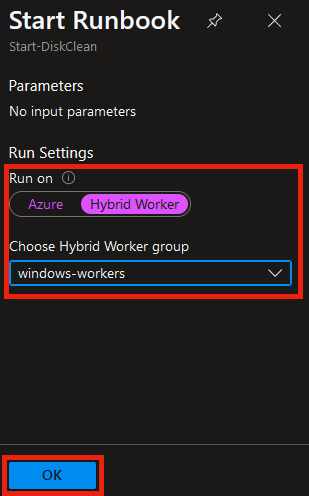 Start Runbook
Start-DiskClean
Parameters
No input parameters
Run Settings
Run on
Azure Hybrid Worker
Choose Hybrid Worker group
windows-workers
OK